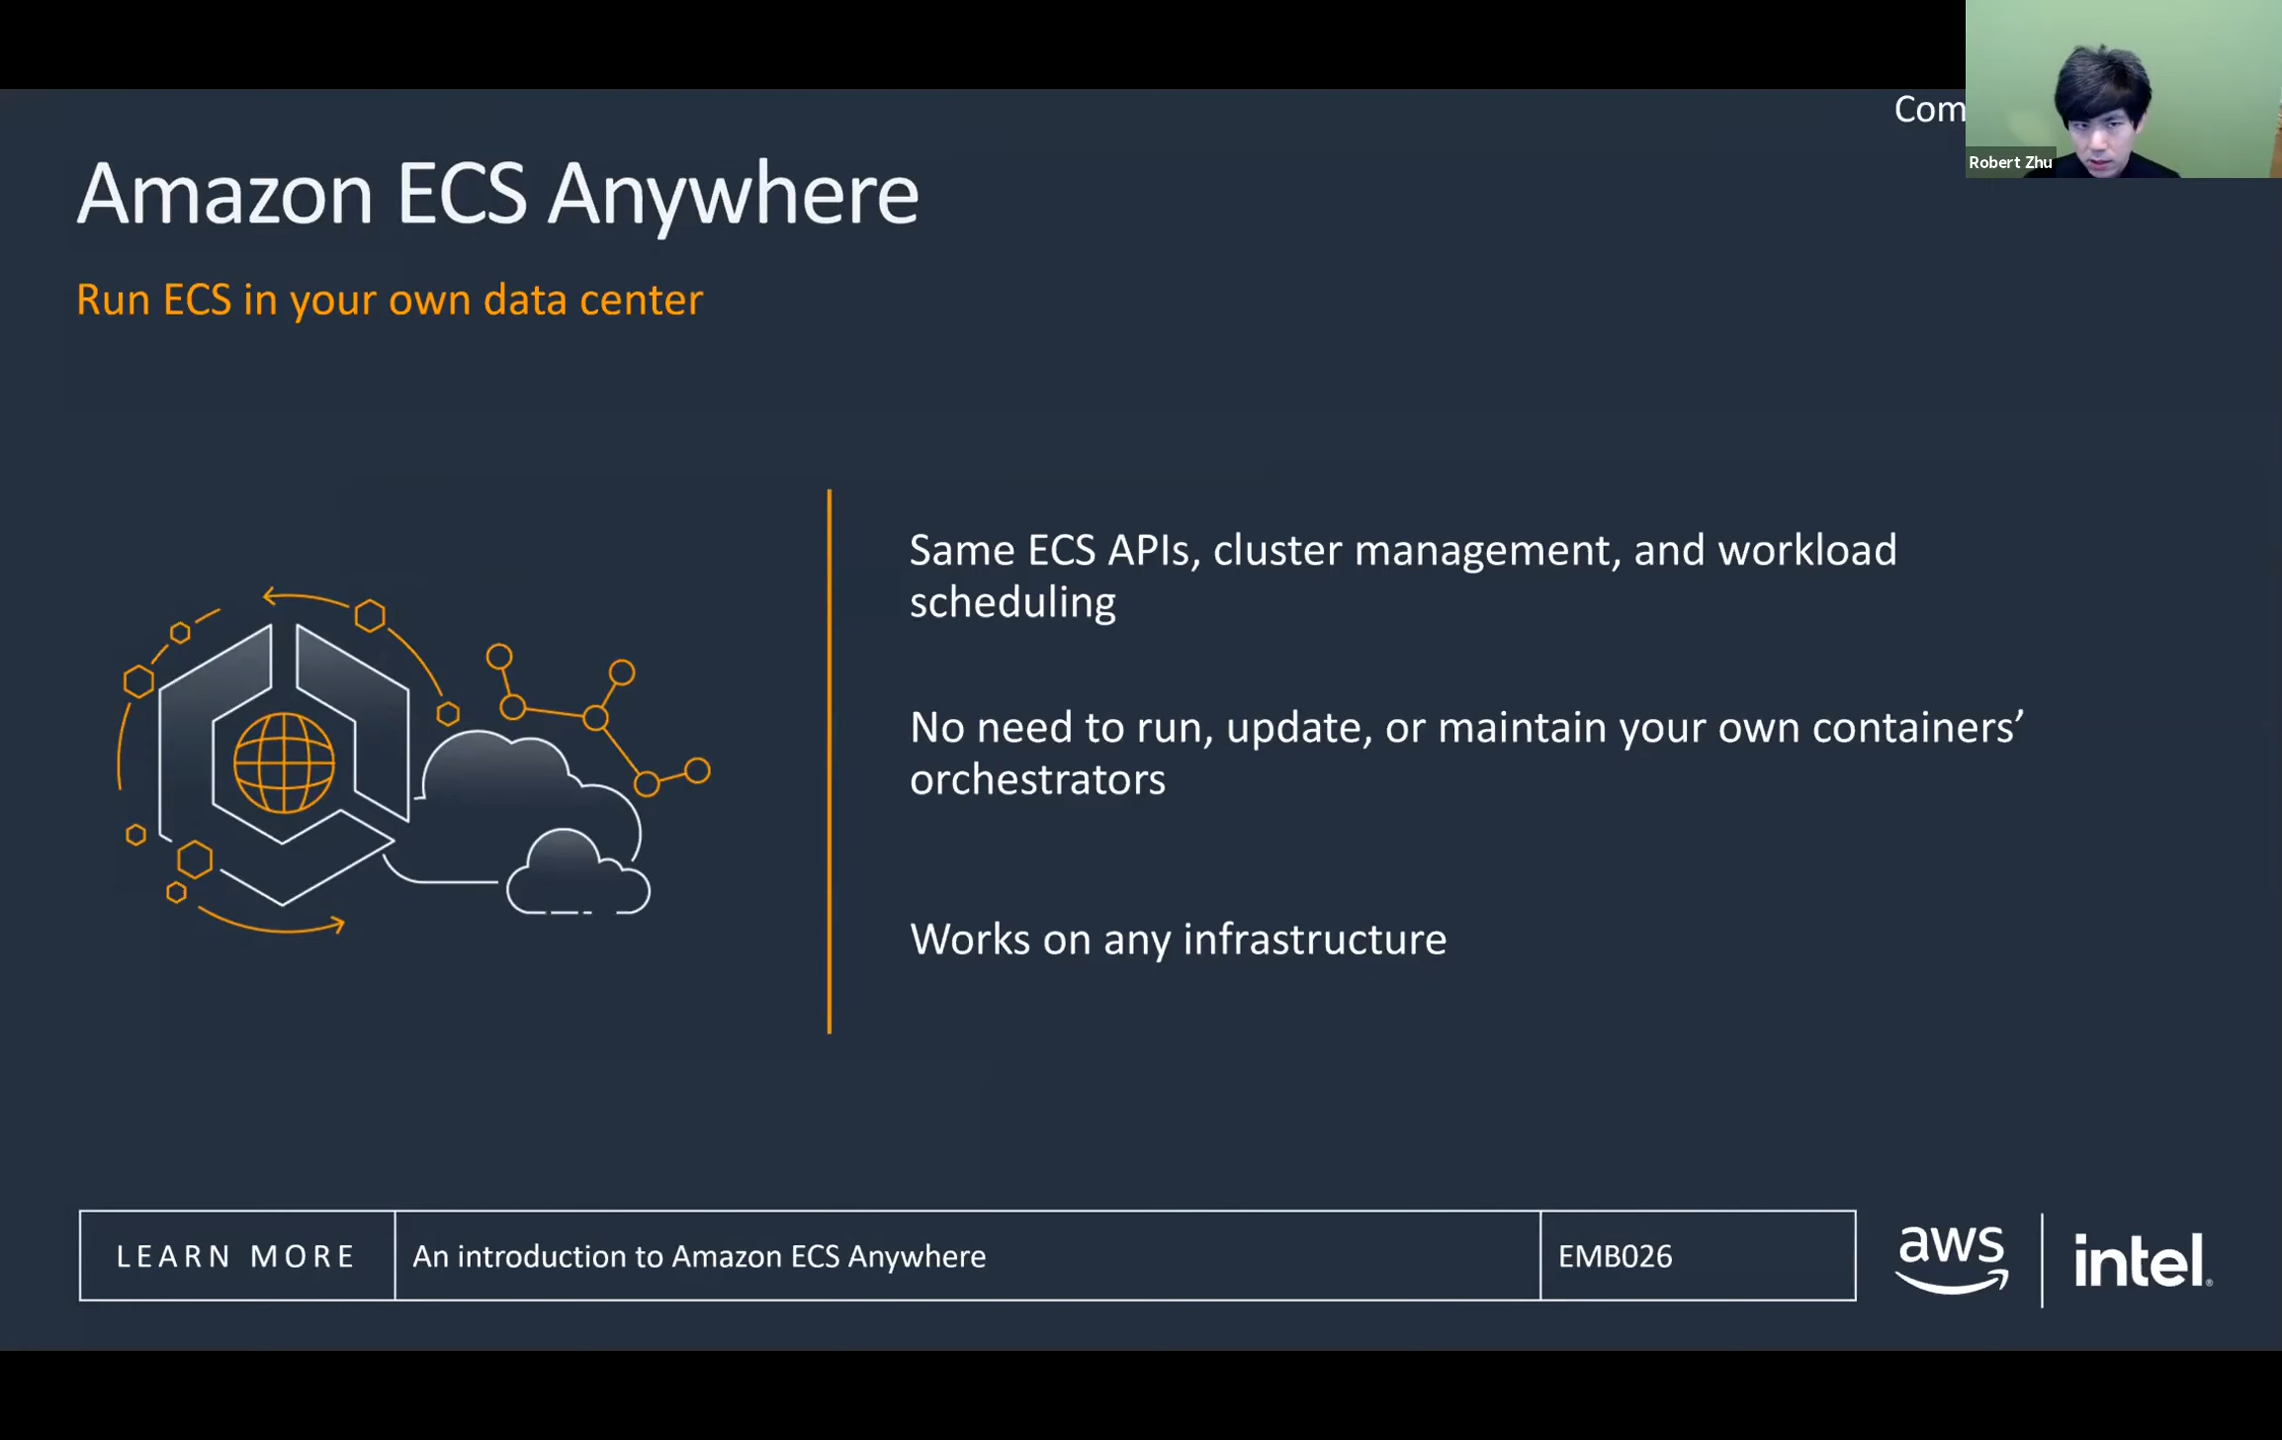 Com
Robert Zhu
Amazon ECS Anywhere
Run ECS in your own data center
Same ECS APIs, cluster management, and workload
scheduling
No need to run, update, or maintain your own containers’
orchestrators
Works on any infrastructure
LEARN MORE An introduction to Amazon ECS Anywhere EMB026
aws intel